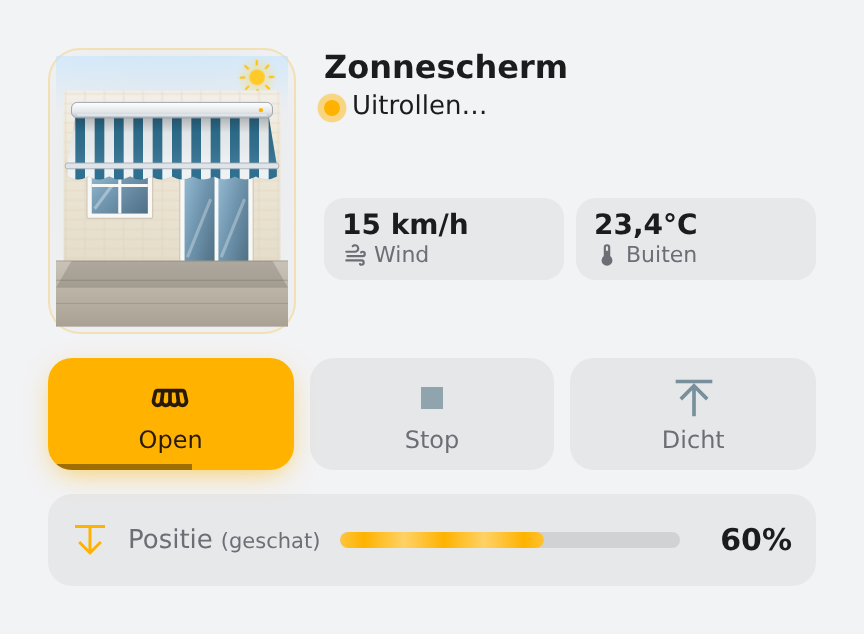 Zonnescherm
Uitrollen…
15 km/h
Wind
23,4°C
Buiten
Open
Stop
Dicht
Positie (geschat)
60%